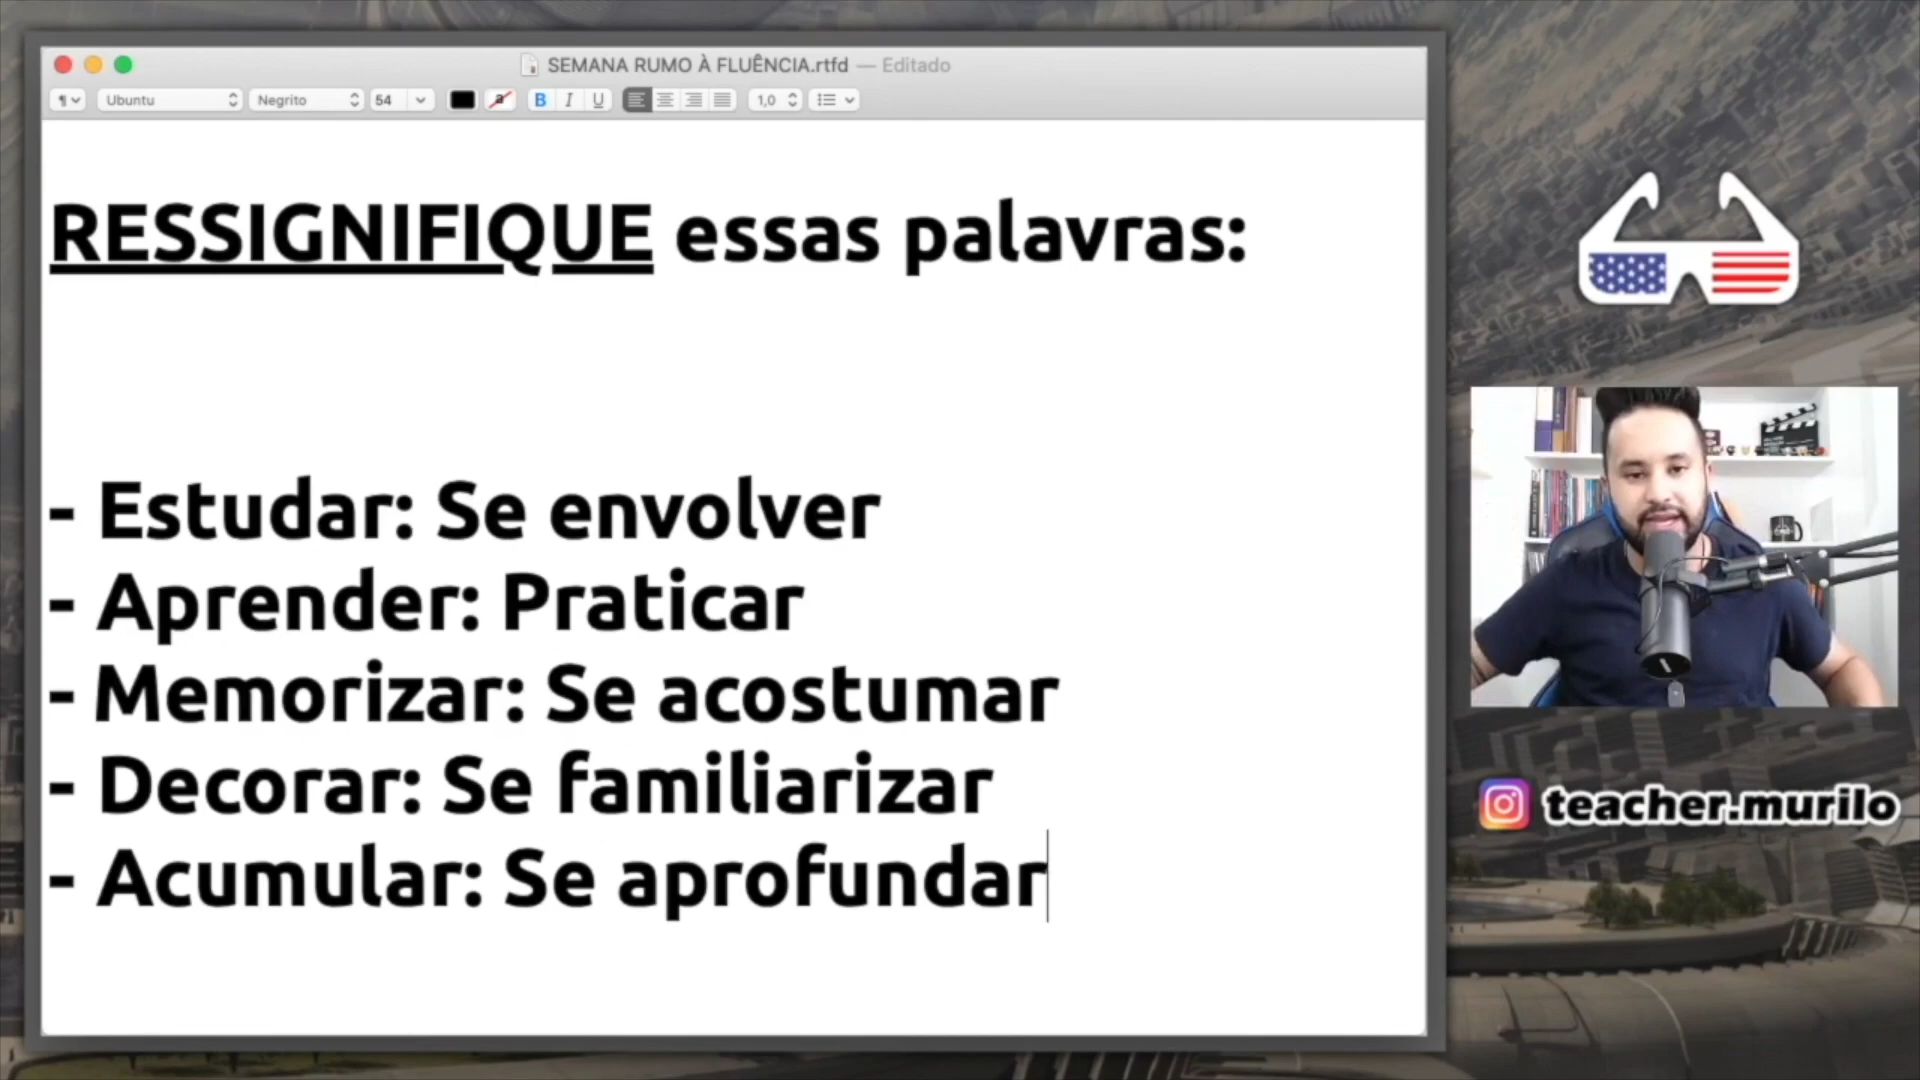 SEMANA RUMO À FLUÊNCIA.rtfd — Editado
¶ Ubuntu Negrito 54 a B I U 1,0
RESSIGNIFIQUE essas palavras:
- Estudar: Se envolver
- Aprender: Praticar
- Memorizar: Se acostumar
- Decorar: Se familiarizar
- Acumular: Se aprofundar
teacher.murilo